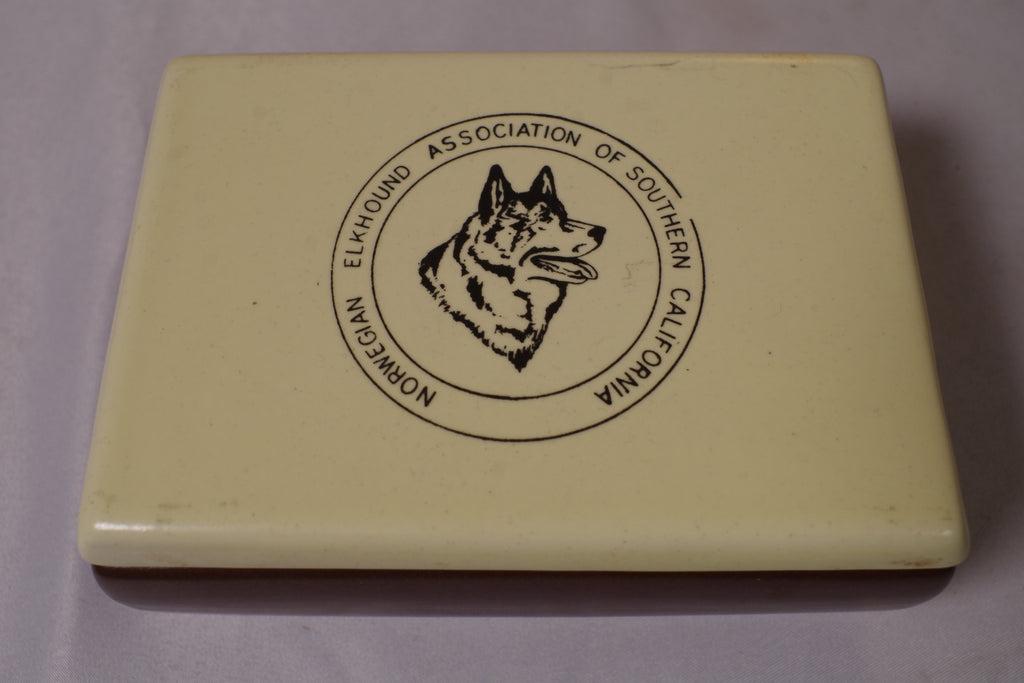 NORWEGIAN ELKHOUND ASSOCIATION OF SOUTHERN CALIFORNIA